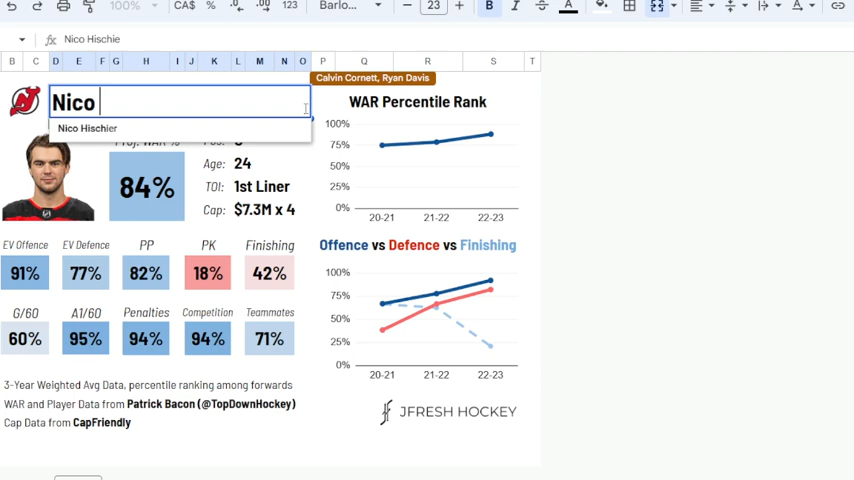 100% CA$ % .0 .00 123 Barlo... 23 B I A
fx Nico Hischie
B C D E F G H I J K L M N O P Q R S T
Calvin Cornett, Ryan Davis
Nico
Nico Hischier
84%
Age: 24
TOI: 1st Liner
Cap: $7.3M x 4
EV Offence EV Defence PP PK Finishing
91% 77% 82% 18% 42%
G/60 A1/60 Penalties Competition Teammates
60% 95% 94% 94% 71%
3-Year Weighted Avg Data, percentile ranking among forwards
WAR and Player Data from Patrick Bacon (@TopDownHockey)
Cap Data from CapFriendly
WAR Percentile Rank
100%
75%
50%
25%
0%
20-21 21-22 22-23
Offence vs Defence vs Finishing
100%
75%
50%
25%
0%
20-21 21-22 22-23
JFRESH HOCKEY